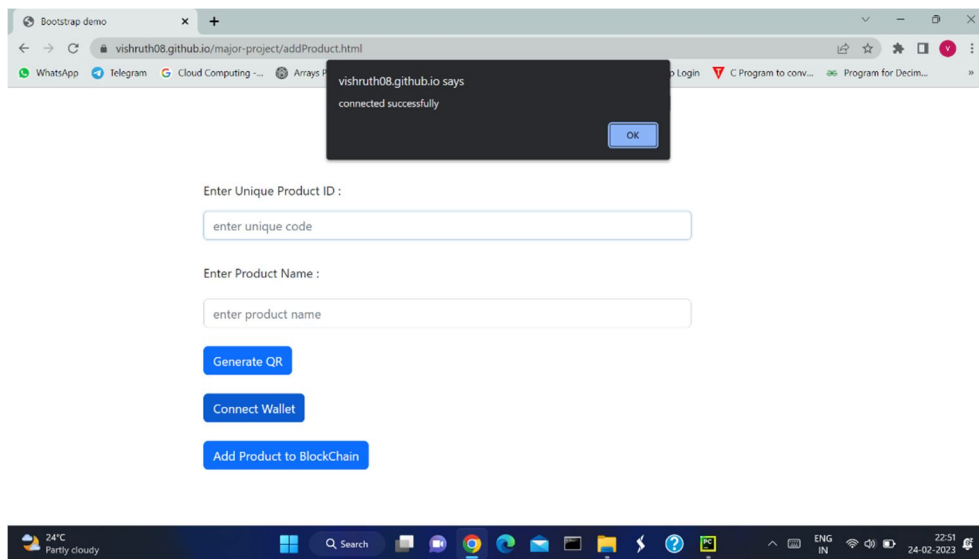 Bootstrap demo
vishruth08.github.io/major-project/addProduct.html
V
WhatsApp Telegram Cloud Computing -... Arrays Login C Program to conv... Program for Decim... »
vishruth08.github.io says
connected successfully
OK
Enter Unique Product ID :
enter unique code
Enter Product Name :
enter product name
Generate QR
Connect Wallet
Add Product to BlockChain
24°C
Partly cloudy
Search
PC
ENG
IN
22:51
24-02-2023